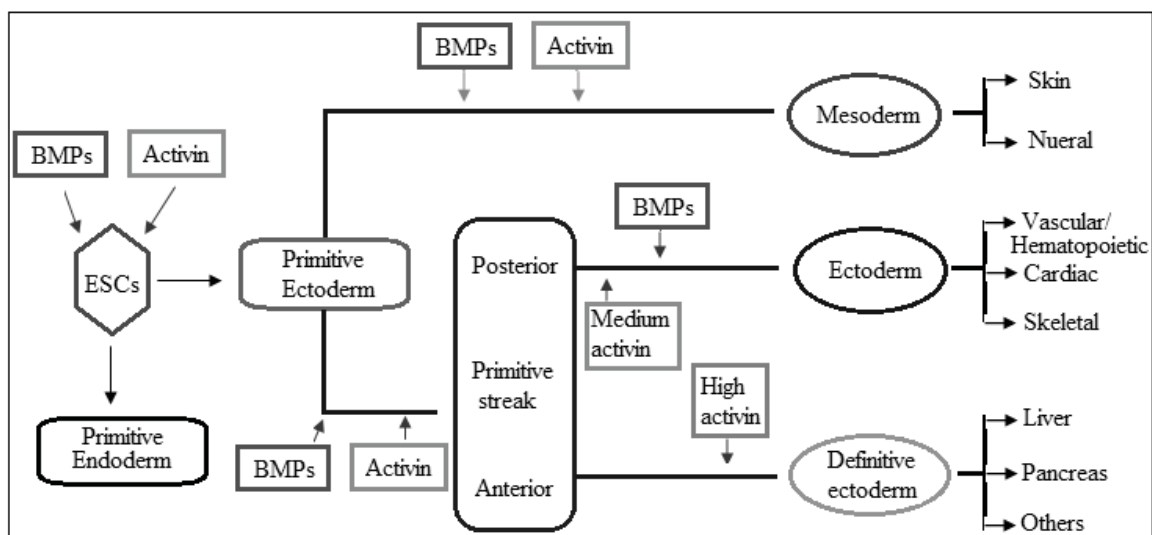 BMPs
Activin
Mesoderm
Skin
Nueral
BMPs
Activin
ESCs
Primitive
Ectoderm
Primitive
Endoderm
BMPs
Activin
Posterior
Primitive
streak
Anterior
BMPs
Medium
activin
Ectoderm
Vascular/
Hematopoietic
Cardiac
Skeletal
High
activin
Definitive
ectoderm
Liver
Pancreas
Others